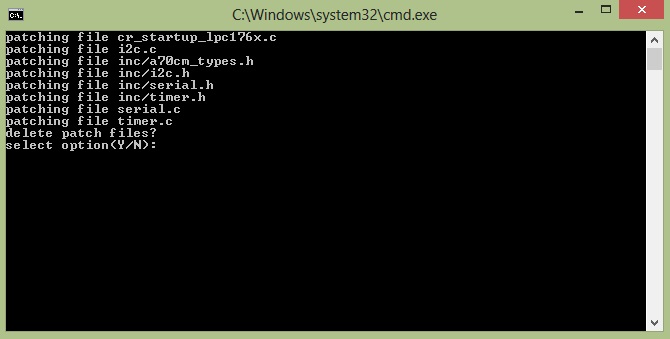 C:\Windows\system32\cmd.exe
patching file cr_startup_lpc176x.c
patching file i2c.c
patching file inc/a70cm_types.h
patching file inc/i2c.h
patching file inc/serial.h
patching file inc/timer.h
patching file serial.c
patching file timer.c
delete patch files?
select option(Y/N):